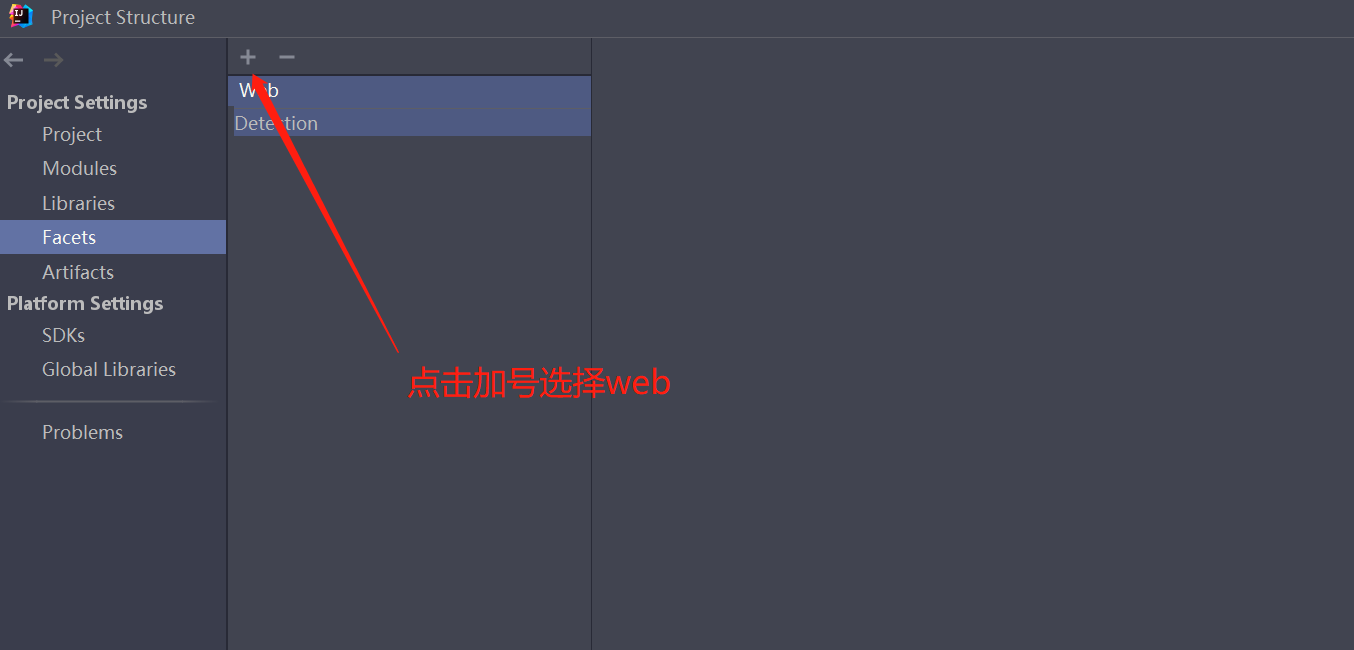 Project Structure
Project Settings
Project
Modules
Libraries
Facets
Artifacts
Platform Settings
SDKs
Global Libraries
Problems
Web
Detection
点击加号选择web